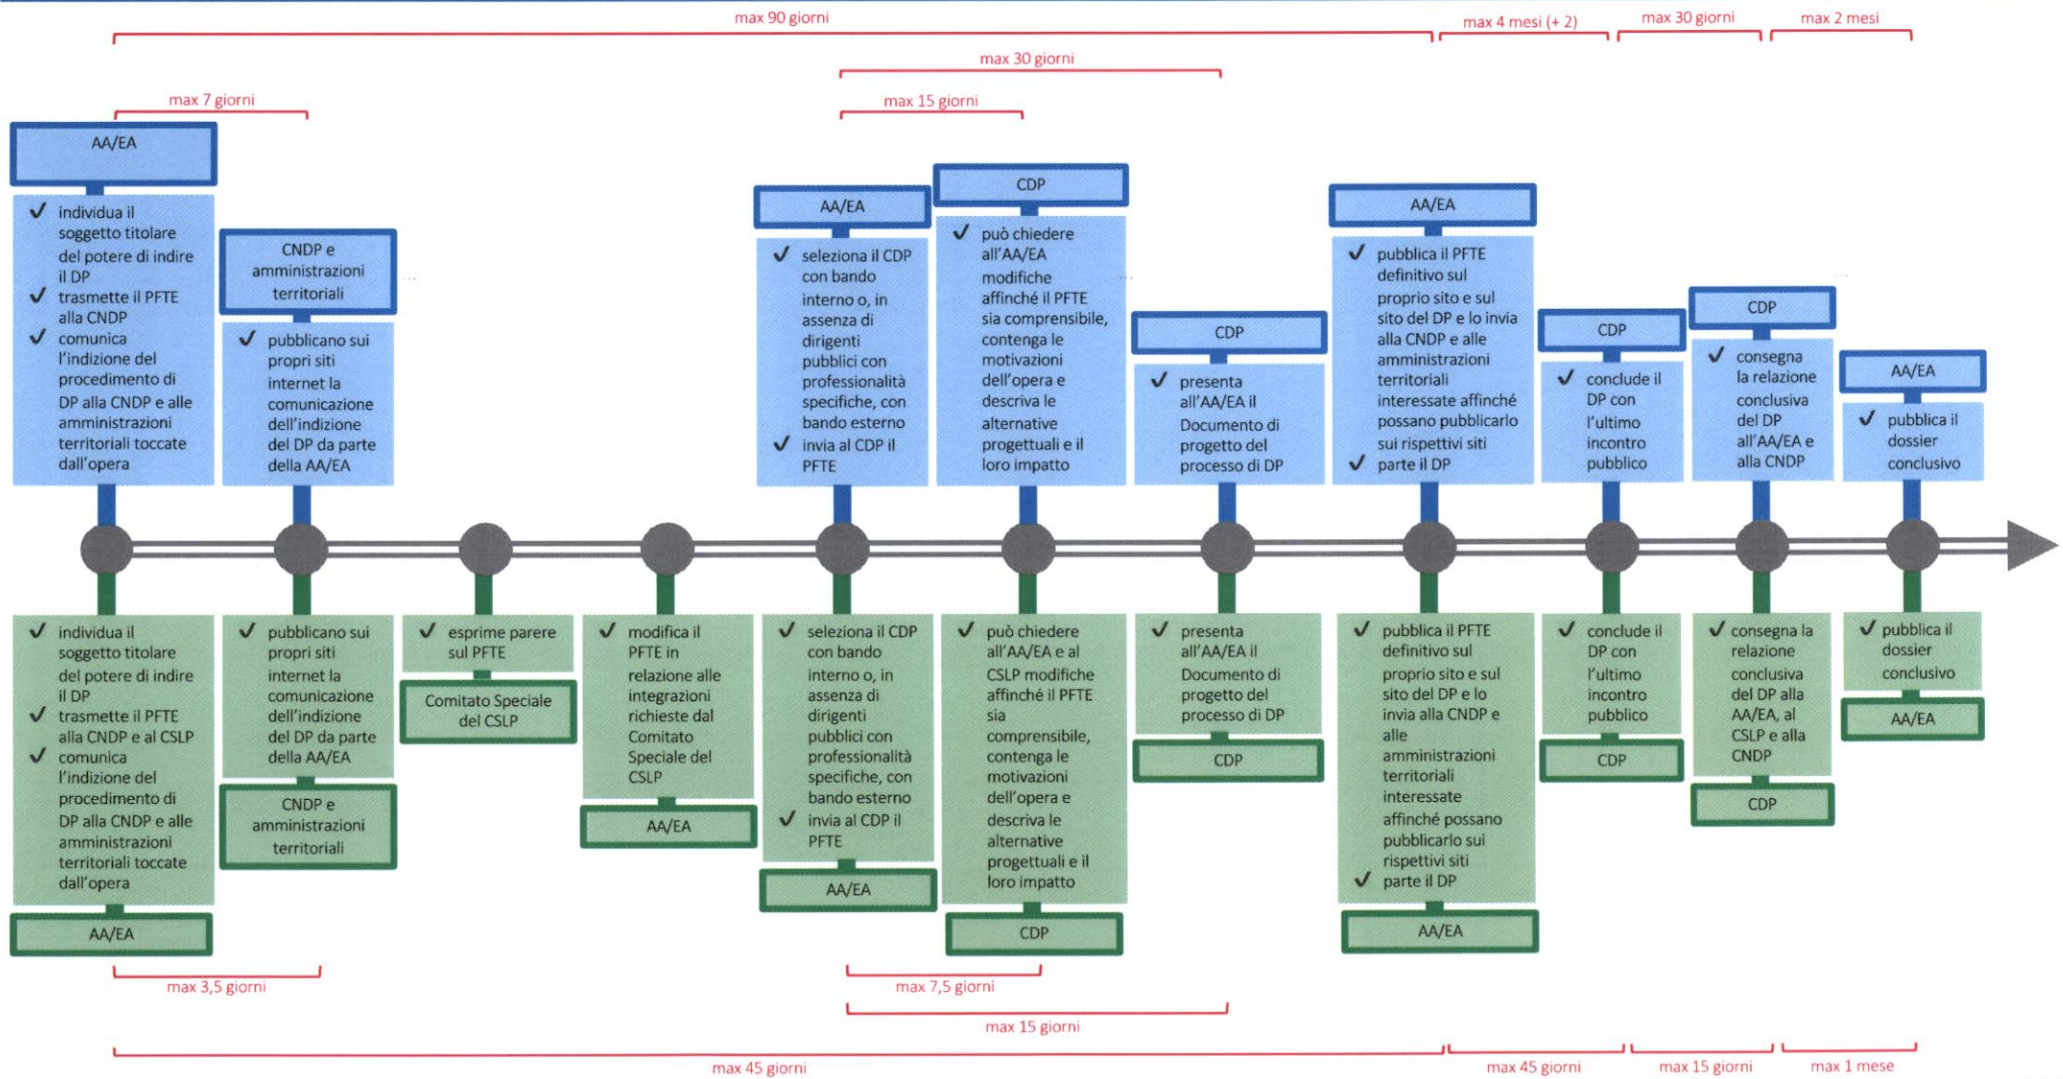 max 90 giorni
max 4 mesi (+ 2)
max 30 giorni
max 2 mesi
max 30 giorni
max 7 giorni
max 15 giorni
AA/EA
✓ individua il
soggetto titolare
del potere di indire
il DP
✓ trasmette il PFTE
alla CNDP
✓ comunica
l'indizione del
procedimento di
DP alla CNDP e alle
amministrazioni
territoriali toccate
dall'opera
CNDP e
amministrazioni
territoriali
✓ pubblicano sui
propri siti
internet la
comunicazione
dell'indizione
del DP da parte
della AA/EA
AA/EA
✓ seleziona il CDP
con bando
interno o, in
assenza di
dirigenti
pubblici con
professionalità
specifiche, con
bando esterno
✓ invia al CDP il
PFTE
CDP
✓ può chiedere
all'AA/EA
modifiche
affinché il PFTE
sia comprensibile,
contenga le
motivazioni
dell'opera e
descriva le
alternative
progettuali e il
loro impatto
CDP
✓ presenta
all'AA/EA il
Documento di
progetto del
processo di DP
AA/EA
✓ pubblica il PFTE
definitivo sul
proprio sito e sul
sito del DP e lo invia
alla CNDP e alle
amministrazioni
territoriali
interessate affinché
possano pubblicarlo
sui rispettivi siti
✓ parte il DP
CDP
✓ conclude il
DP con
l'ultimo
incontro
pubblico
CDP
✓ consegna
la relazione
conclusiva
del DP
all'AA/EA e
alla CNDP
AA/EA
✓ pubblica il
dossier
conclusivo
✓ individua il
soggetto titolare
del potere di indire
il DP
✓ trasmette il PFTE
alla CNDP e al CSLP
✓ comunica
l'indizione del
procedimento di
DP alla CNDP e alle
amministrazioni
territoriali toccate
dall'opera
AA/EA
✓ pubblicano sui
propri siti
internet la
comunicazione
dell'indizione
del DP da parte
della AA/EA
CNDP e
amministrazioni
territoriali
✓ esprime parere
sul PFTE
Comitato Speciale
del CSLP
✓ modifica il
PFTE in
relazione alle
integrazioni
richieste dal
Comitato
Speciale del
CSLP
AA/EA
✓ seleziona il CDP
con bando
interno o, in
assenza di
dirigenti
pubblici con
professionalità
specifiche, con
bando esterno
✓ invia al CDP il
PFTE
AA/EA
✓ può chiedere
all'AA/EA e al
CSLP modifiche
affinché il PFTE
sia
comprensibile,
contenga le
motivazioni
dell'opera e
descriva le
alternative
progettuali e il
loro impatto
CDP
✓ presenta
all'AA/EA il
Documento di
progetto del
processo di DP
CDP
✓ pubblica il PFTE
definitivo sul
proprio sito e sul
sito del DP e lo
invia alla CNDP e
alle
amministrazioni
territoriali
interessate
affinché possano
pubblicarlo sui
rispettivi siti
✓ parte il DP
AA/EA
✓ conclude il
DP con
l'ultimo
incontro
pubblico
CDP
✓ consegna la
relazione
conclusiva
del DP alla
AA/EA, al
CSLP e alla
CNDP
CDP
✓ pubblica il
dossier
conclusivo
AA/EA
max 3,5 giorni
max 7,5 giorni
max 15 giorni
max 45 giorni
max 45 giorni
max 15 giorni
max 1 mese